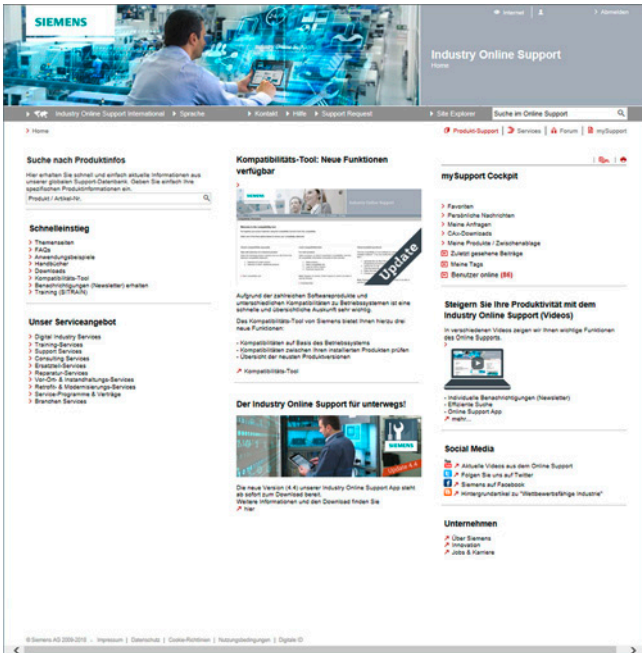 SIEMENS
Internet
Abmelden
Industry Online Support
Home
Industry Online Support International
Sprache
Kontakt
Hilfe
Support Request
Site Explorer
Suche im Online Support
Home
Produkt-Support
Services
Forum
mySupport
Suche nach Produktinfos
Hier erhalten Sie schnell und einfach aktuelle Informationen aus
unserer globalen Support-Datenbank. Geben Sie einfach Ihre
spezifischen Produktinformationen ein.
Produkt / Artikel-Nr.
Schnelleinstieg
Themenseiten
FAQs
Anwendungsbeispiele
Handbücher
Downloads
Kompatibilitäts-Tool
Benachrichtigungen (Newsletter) erhalten
Training (SITRAIN)
Unser Serviceangebot
Digital Industry Services
Training-Services
Support Services
Consulting Services
Ersatzteil-Services
Reparatur-Services
Vor-Ort- & Instandhaltungs-Services
Retrofit- & Modernisierungs-Services
Service-Programme & Verträge
Branchen Services
Kompatibilitäts-Tool: Neue Funktionen
verfügbar
Update
Aufgrund der zahlreichen Softwareprodukte und
unterschiedlichen Kompatibilitäten zu Betriebssystemen ist eine
schnelle und übersichtliche Auskunft sehr wichtig.
Das Kompatibilitäts-Tool von Siemens bietet Ihnen hierzu drei
neue Funktionen:
- Kompatibilitäten auf Basis des Betriebssystems
- Kompatibilitäten zwischen Ihren installierten Produkten prüfen
- Übersicht der neusten Produktversionen
Kompatibilitäts-Tool
Der Industry Online Support für unterwegs!
SIEMENS
Update 4.4
Die neue Version (4.4) unserer Industry Online Support App steht
ab sofort zum Download bereit.
Weitere Informationen und den Download finden Sie
hier
mySupport Cockpit
Favoriten
Persönliche Nachrichten
Meine Anfragen
CAx-Downloads
Meine Produkte / Zwischenablage
Zuletzt gesehene Beiträge
Meine Tags
Benutzer online (86)
Steigern Sie Ihre Produktivität mit dem
Industry Online Support (Videos)
In verschiedenen Videos zeigen wir Ihnen wichtige Funktionen
des Online Supports.
- Individuelle Benachrichtigungen (Newsletter)
- Effiziente Suche
- Online Support App
mehr...
Social Media
Aktuelle Videos aus dem Online Support
Folgen Sie uns auf Twitter
Siemens auf Facebook
Hintergrundartikel zu "Wettbewerbsfähige Industrie"
Unternehmen
Über Siemens
Innovation
Jobs & Karriere
© Siemens AG 2009-2018 - Impressum | Datenschutz | Cookie-Richtlinien | Nutzungsbedingungen | Digitale ID